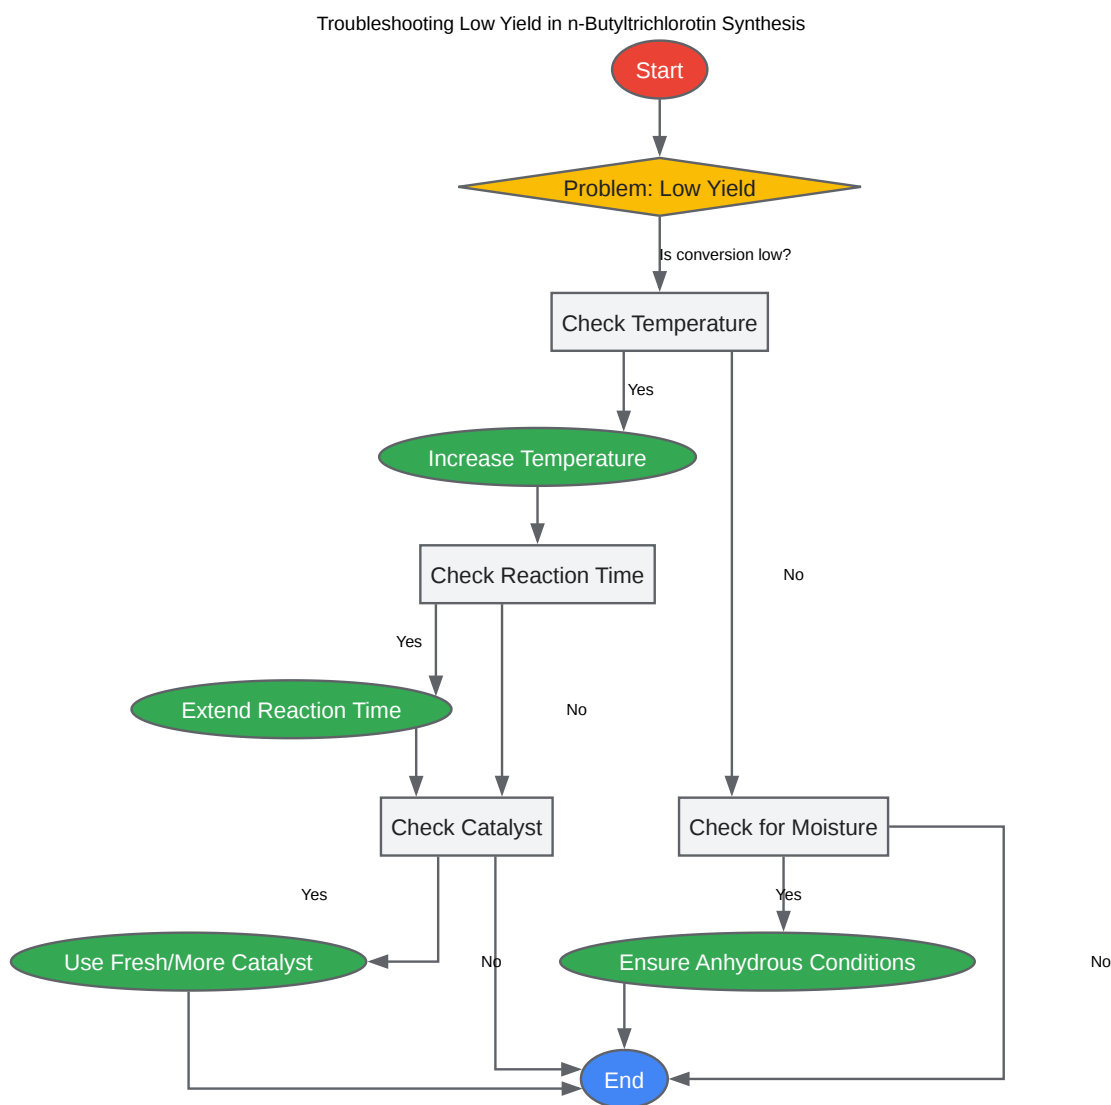 Troubleshooting Low Yield in n-Butyltrichlorotin Synthesis
Start
Problem: Low Yield
Is conversion low?
Check Temperature
Yes
Increase Temperature
Check Reaction Time
No
Yes
Extend Reaction Time
No
Check Catalyst
Check for Moisture
Yes
Yes
Use Fresh/More Catalyst
No
Ensure Anhydrous Conditions
No
End